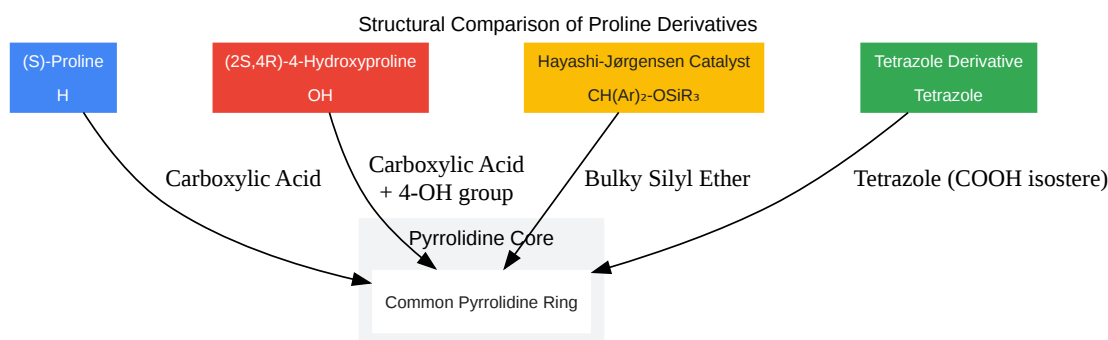 Structural Comparison of Proline Derivatives
(S)-Proline
H
(2S,4R)-4-Hydroxyproline
OH
Hayashi-Jørgensen Catalyst
CH(Ar)₂-OSiR₃
Tetrazole Derivative
Tetrazole
Carboxylic Acid
Carboxylic Acid
+ 4-OH group
Bulky Silyl Ether
Tetrazole (COOH isostere)
Pyrrolidine Core
Common Pyrrolidine Ring